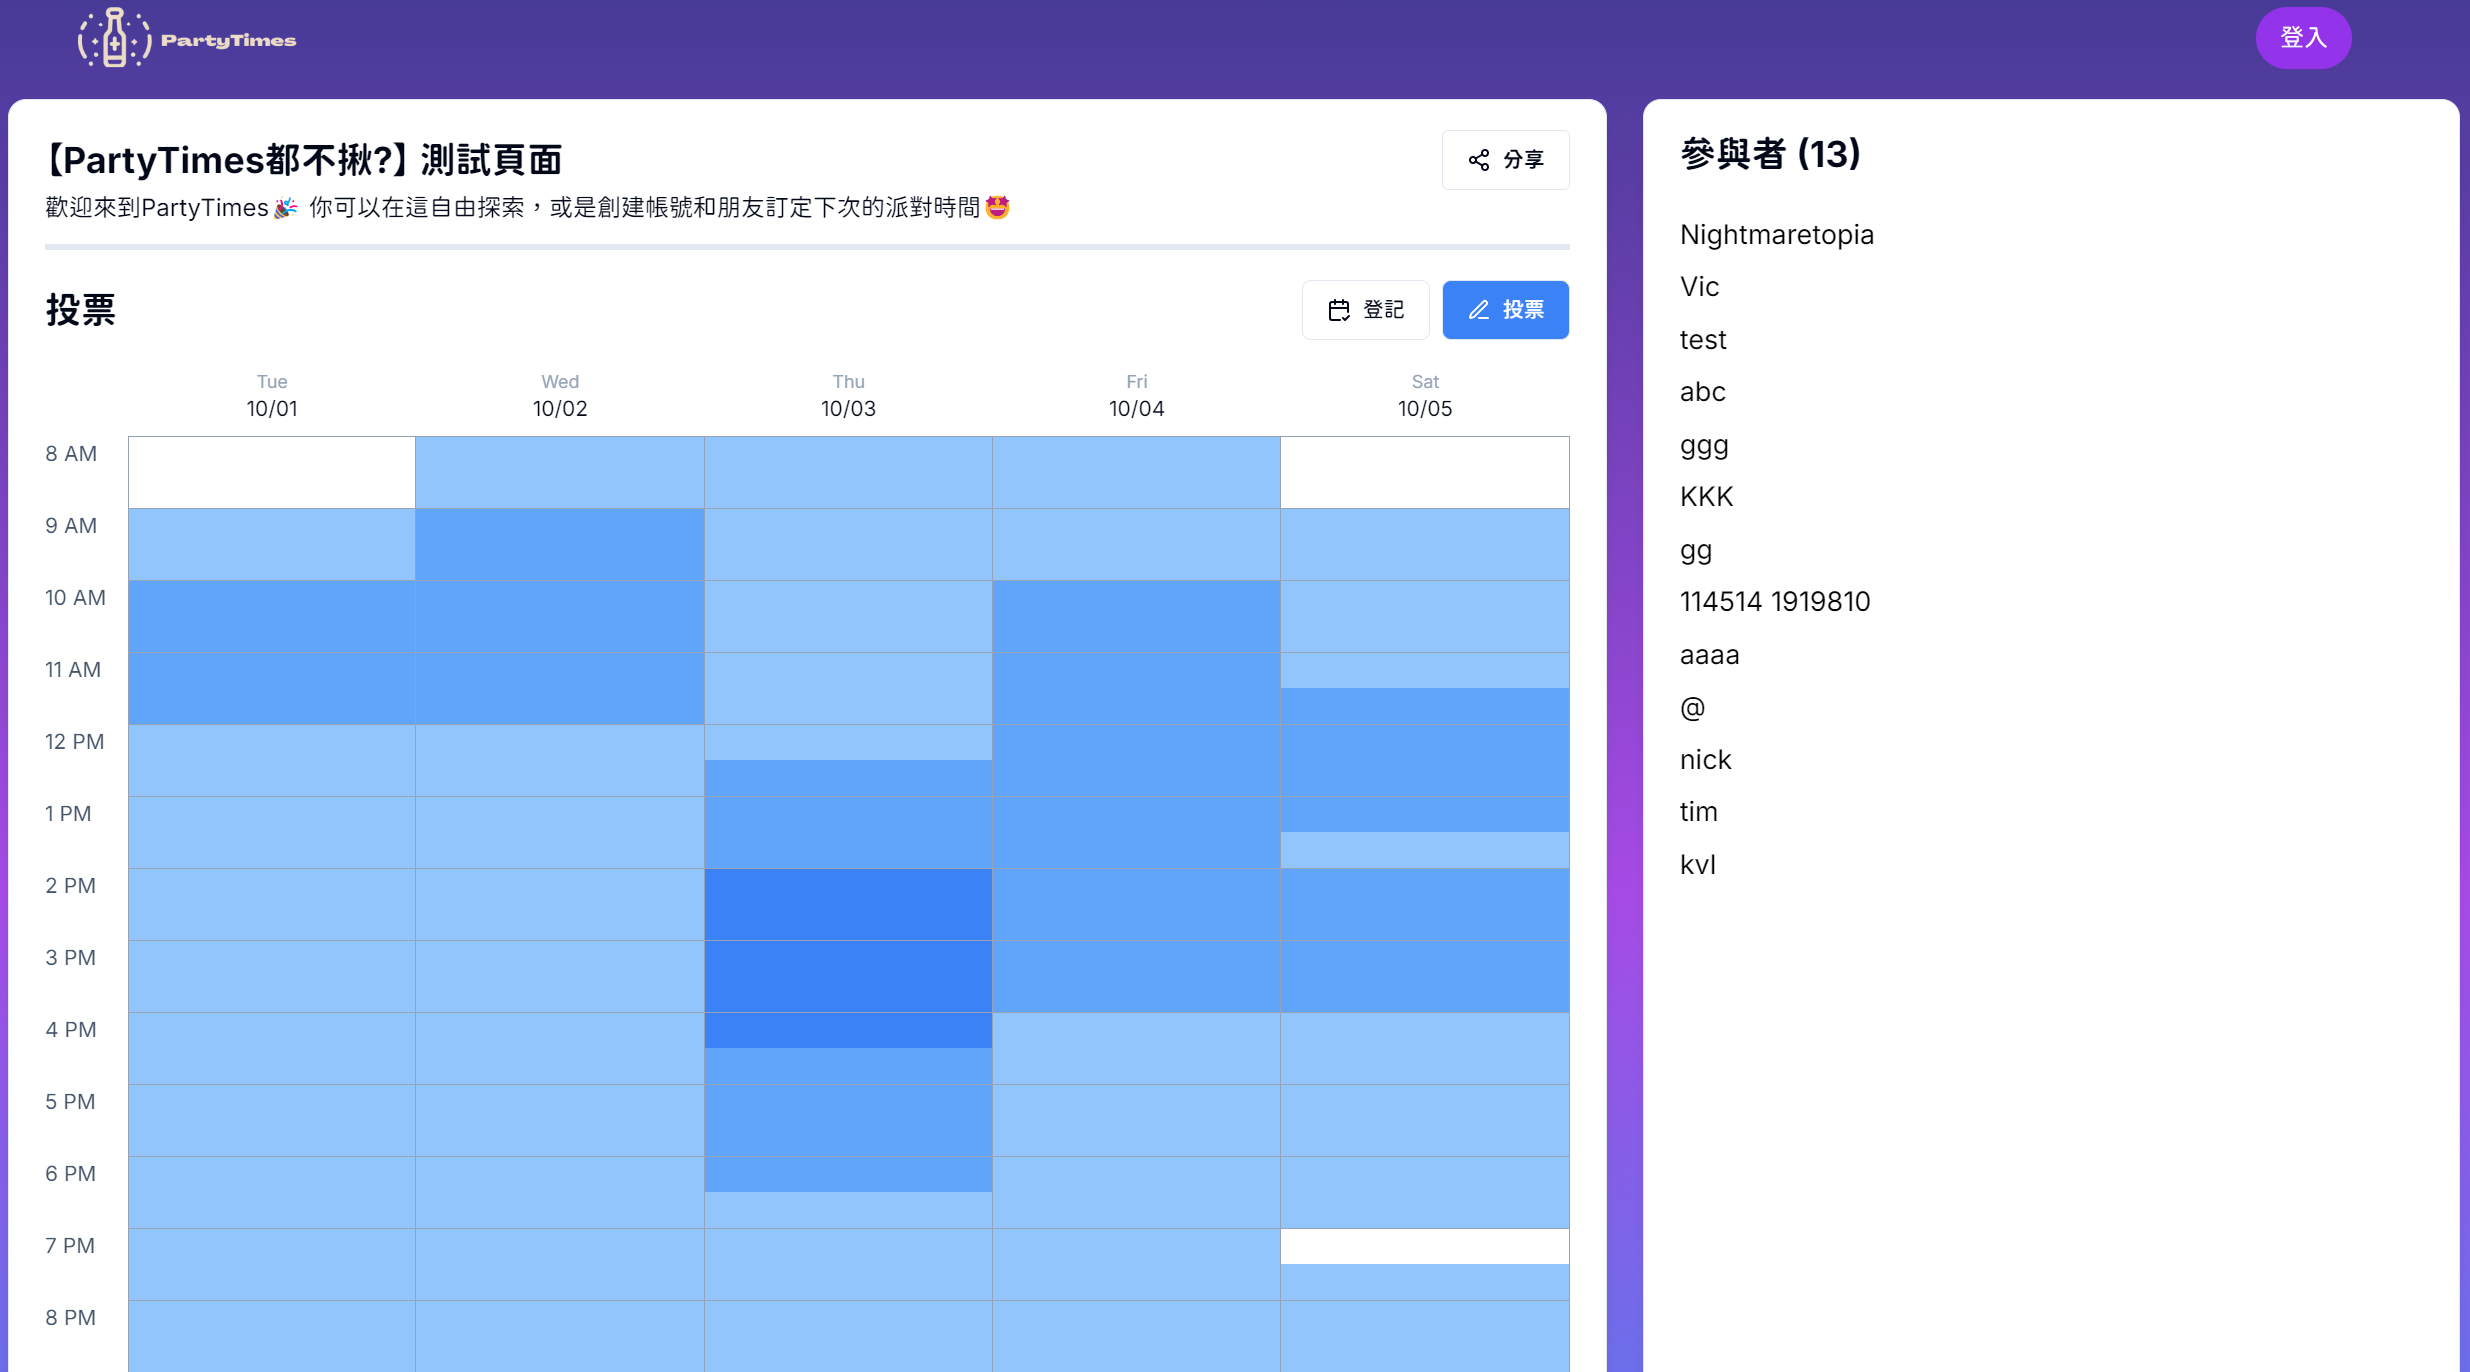 PartyTimes
登入
【PartyTimes都不揪?】測試頁面
分享
歡迎來到PartyTimes🎉 你可以在這自由探索，或是創建帳號和朋友訂定下次的派對時間🤩
投票
登記
投票
Tue
Wed
Thu
Fri
Sat
10/01
10/02
10/03
10/04
10/05
8 AM
9 AM
10 AM
11 AM
12 PM
1 PM
2 PM
3 PM
4 PM
5 PM
6 PM
7 PM
8 PM
參與者 (13)
Nightmaretopia
Vic
test
abc
ggg
KKK
gg
114514 1919810
aaaa
@
nick
tim
kvl